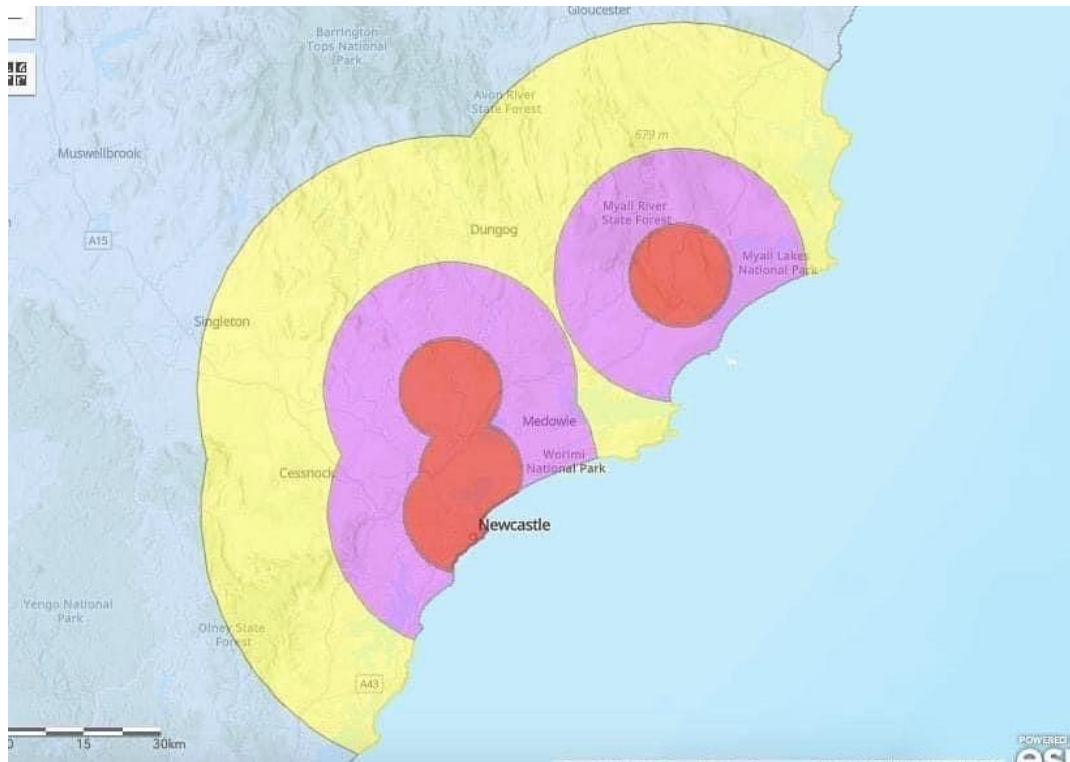 Gloucester
Barrington
Tops National
Park
Avon River
State Forest
679 m
Muswellbrook
Myall River
State Forest
Dungog
A15
Myall Lakes
National Park
Singleton
Medowie
Worimi
National Park
Cessnock
Newcastle
Yengo National
Park
Olney State
Forest
A43
0 15 30km
POWERED
es